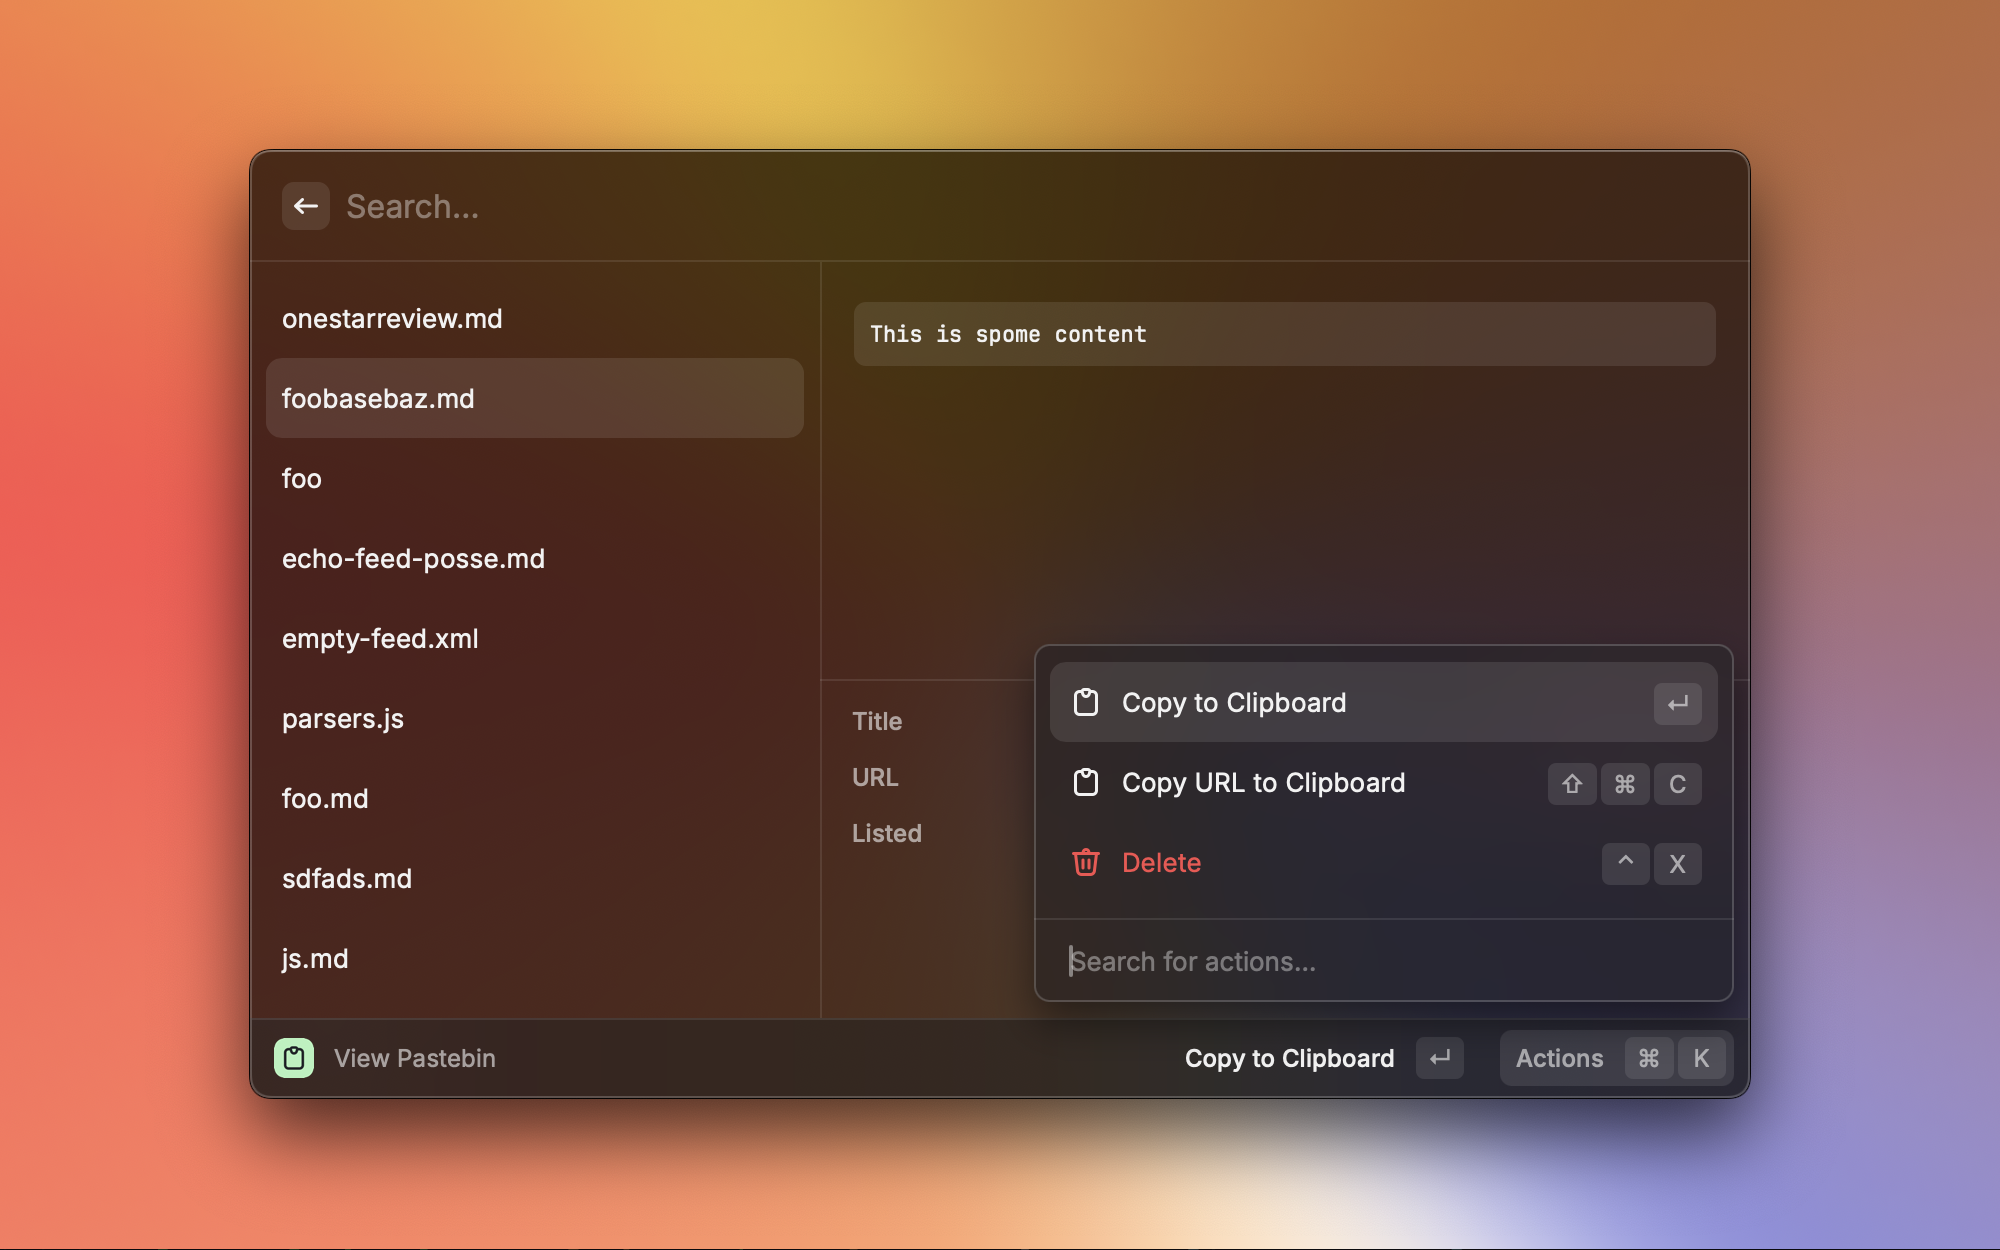 Search...
onestarreview.md
foobasebaz.md
foo
echo-feed-posse.md
empty-feed.xml
parsers.js
foo.md
sdfads.md
js.md
This is spome content
Title
URL
Listed
Copy to Clipboard ↵
Copy URL to Clipboard ⇧ ⌘ C
Delete ^ X
Search for actions...
View Pastebin
Copy to Clipboard ↵
Actions ⌘ K